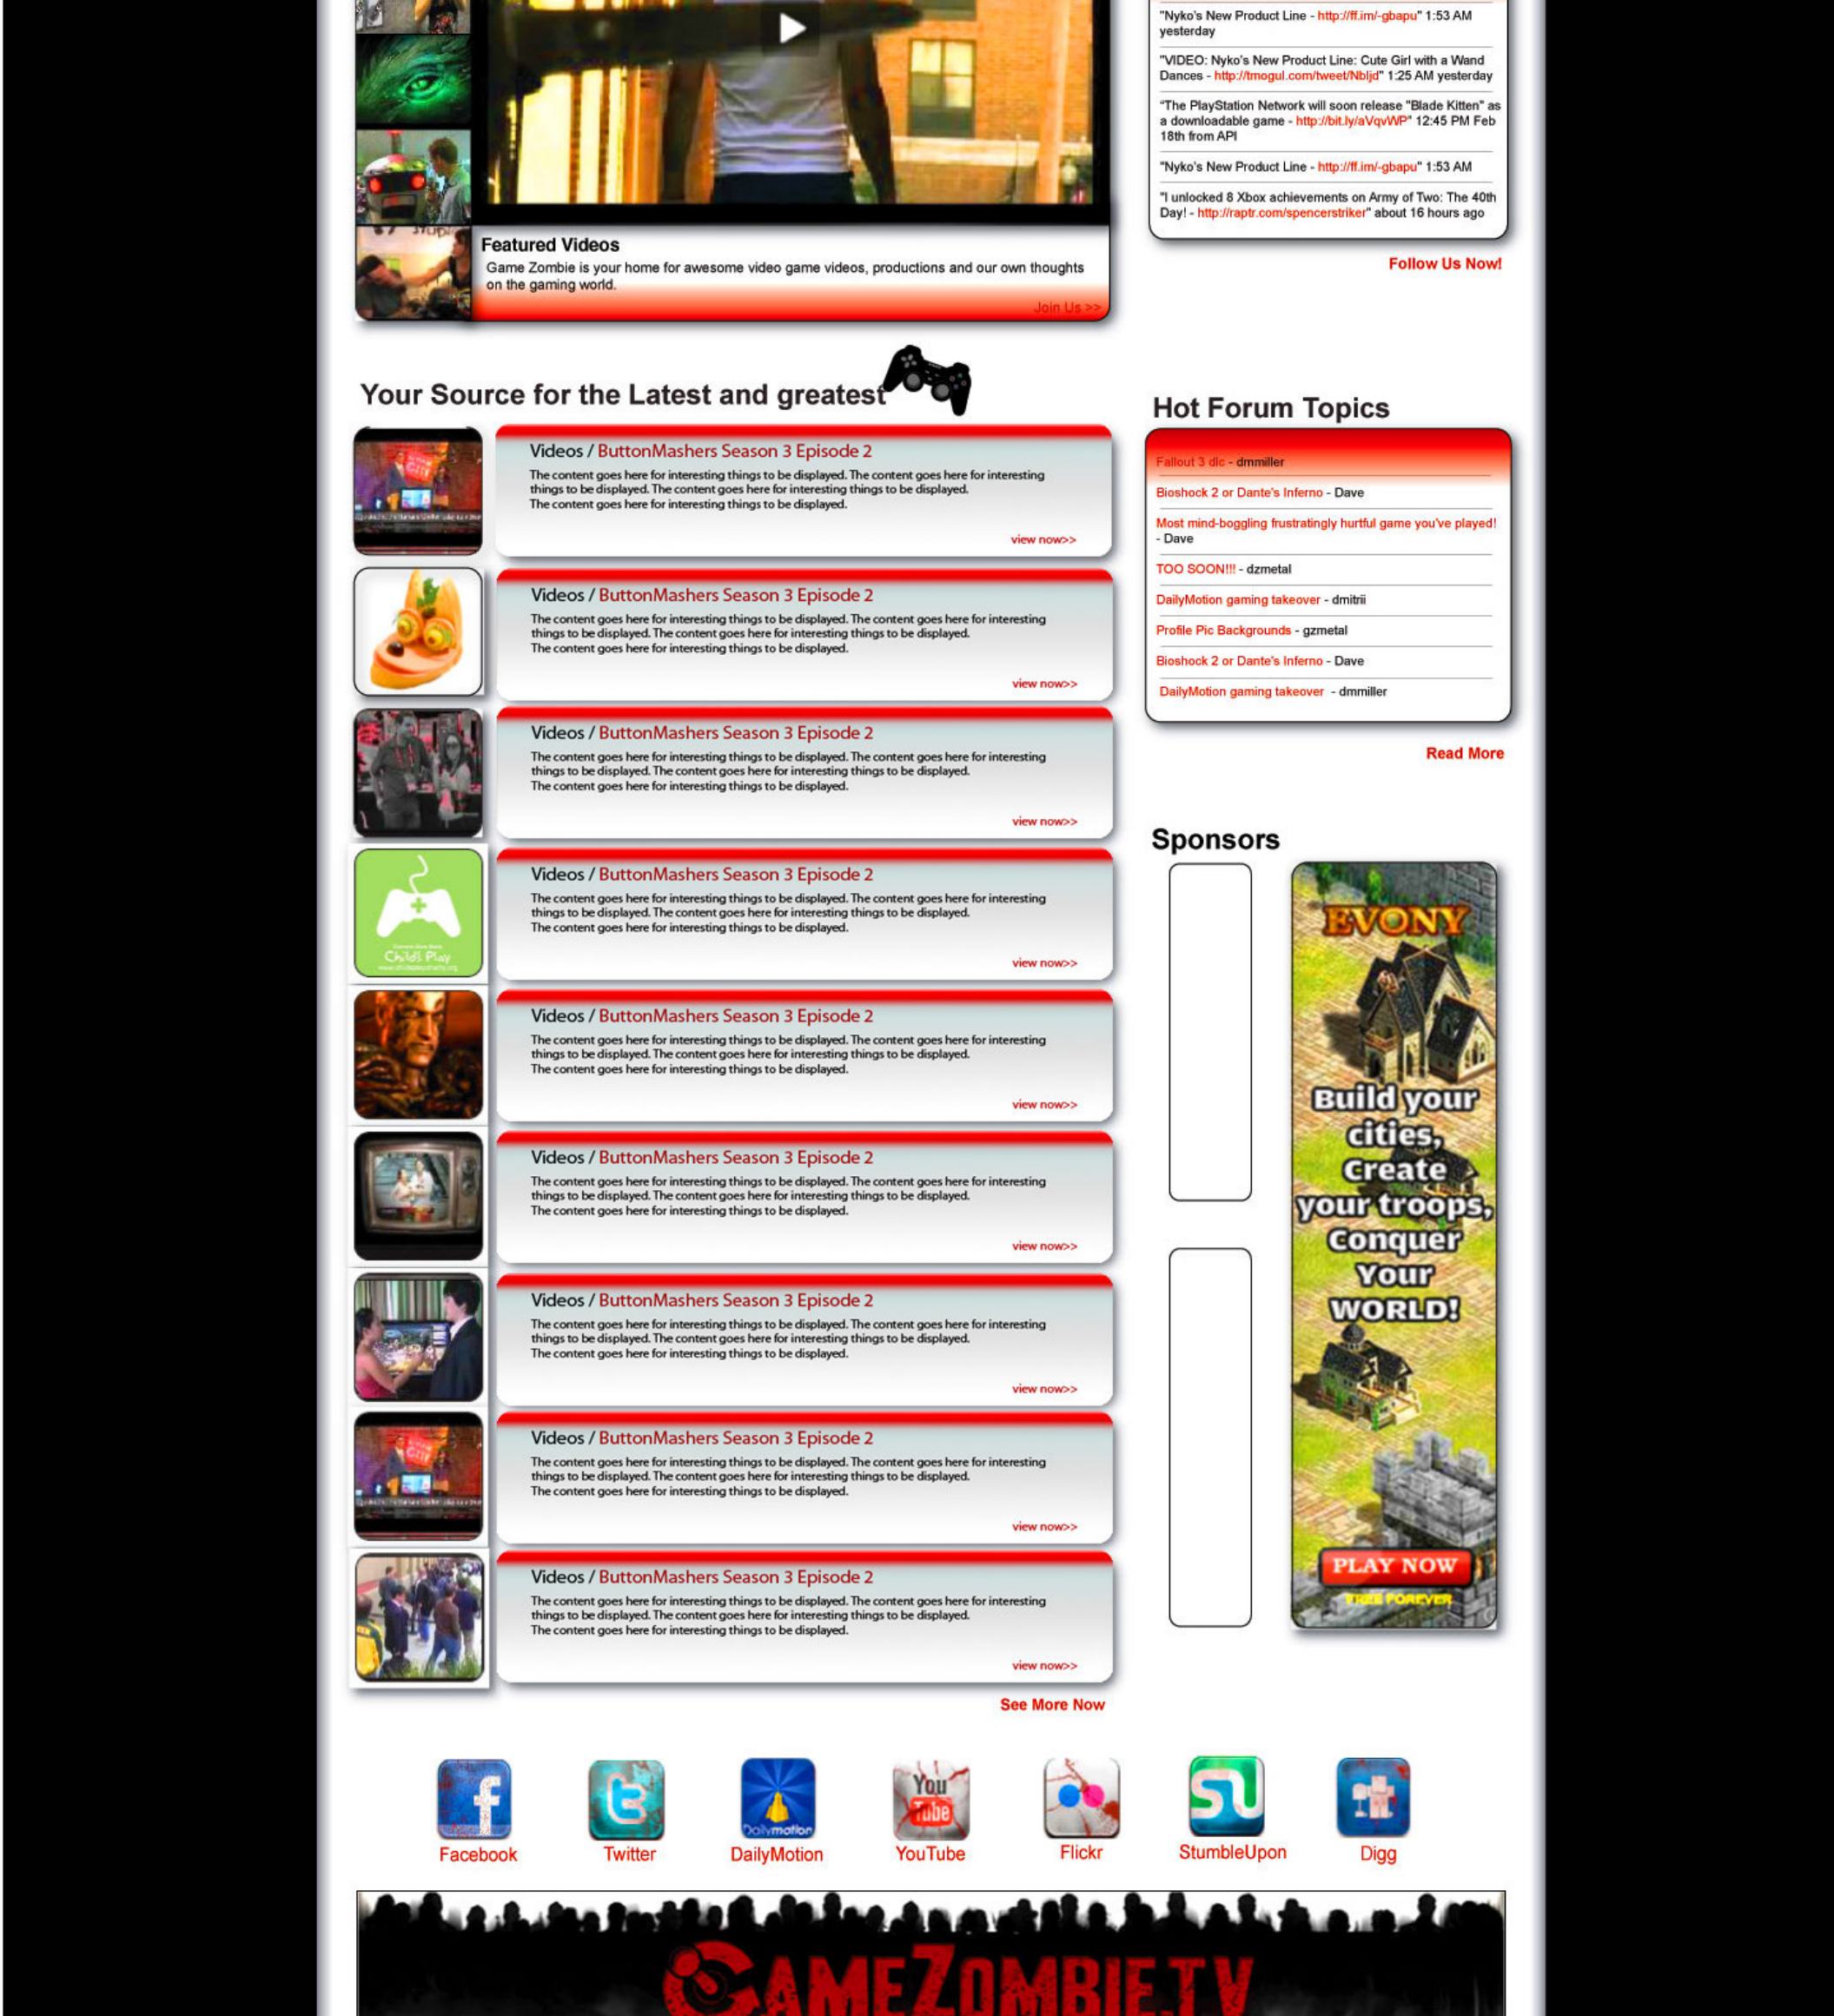 "Nyko's New Product Line - http://ff.im/-gbapu" 1:53 AM
yesterday
"VIDEO: Nyko's New Product Line: Cute Girl with a Wand
Dances - http://tmogul.com/tweet/Nbljd" 1:25 AM yesterday
"The PlayStation Network will soon release "Blade Kitten" as
a downloadable game - http://bit.ly/aVqvWP" 12:45 PM Feb
18th from API
"Nyko's New Product Line - http://ff.im/-gbapu" 1:53 AM
"I unlocked 8 Xbox achievements on Army of Two: The 40th
Day! - http://raptr.com/spencerstriker" about 16 hours ago
Follow Us Now!
Featured Videos
Game Zombie is your home for awesome video game videos, productions and our own thoughts
on the gaming world.
Join Us >>
Your Source for the Latest and greatest
Videos / ButtonMashers Season 3 Episode 2
The content goes here for interesting things to be displayed. The content goes here for interesting
things to be displayed. The content goes here for interesting things to be displayed.
The content goes here for interesting things to be displayed.
view now>>
Videos / ButtonMashers Season 3 Episode 2
The content goes here for interesting things to be displayed. The content goes here for interesting
things to be displayed. The content goes here for interesting things to be displayed.
The content goes here for interesting things to be displayed.
view now>>
Videos / ButtonMashers Season 3 Episode 2
The content goes here for interesting things to be displayed. The content goes here for interesting
things to be displayed. The content goes here for interesting things to be displayed.
The content goes here for interesting things to be displayed.
view now>>
Child's Play
Videos / ButtonMashers Season 3 Episode 2
The content goes here for interesting things to be displayed. The content goes here for interesting
things to be displayed. The content goes here for interesting things to be displayed.
The content goes here for interesting things to be displayed.
view now>>
Videos / ButtonMashers Season 3 Episode 2
The content goes here for interesting things to be displayed. The content goes here for interesting
things to be displayed. The content goes here for interesting things to be displayed.
The content goes here for interesting things to be displayed.
view now>>
Videos / ButtonMashers Season 3 Episode 2
The content goes here for interesting things to be displayed. The content goes here for interesting
things to be displayed. The content goes here for interesting things to be displayed.
The content goes here for interesting things to be displayed.
view now>>
Videos / ButtonMashers Season 3 Episode 2
The content goes here for interesting things to be displayed. The content goes here for interesting
things to be displayed. The content goes here for interesting things to be displayed.
The content goes here for interesting things to be displayed.
view now>>
Videos / ButtonMashers Season 3 Episode 2
The content goes here for interesting things to be displayed. The content goes here for interesting
things to be displayed. The content goes here for interesting things to be displayed.
The content goes here for interesting things to be displayed.
view now>>
Videos / ButtonMashers Season 3 Episode 2
The content goes here for interesting things to be displayed. The content goes here for interesting
things to be displayed. The content goes here for interesting things to be displayed.
The content goes here for interesting things to be displayed.
view now>>
See More Now
Hot Forum Topics
Fallout 3 dlc - dmmiller
Bioshock 2 or Dante's Inferno - Dave
Most mind-boggling frustratingly hurtful game you've played!
- Dave
TOO SOON!!! - dzmetal
DailyMotion gaming takeover - dmitrii
Profile Pic Backgrounds - gzmetal
Bioshock 2 or Dante's Inferno - Dave
DailyMotion gaming takeover - dmmiller
Read More
Sponsors
EVONY
Build your
cities,
Create
your troops,
Conquer
Your
WORLD!
PLAY NOW
FREE FOREVER
Dailymotion
You
Tube
Facebook
Twitter
DailyMotion
YouTube
Flickr
StumbleUpon
Digg
GAMEZOMBIE.TV